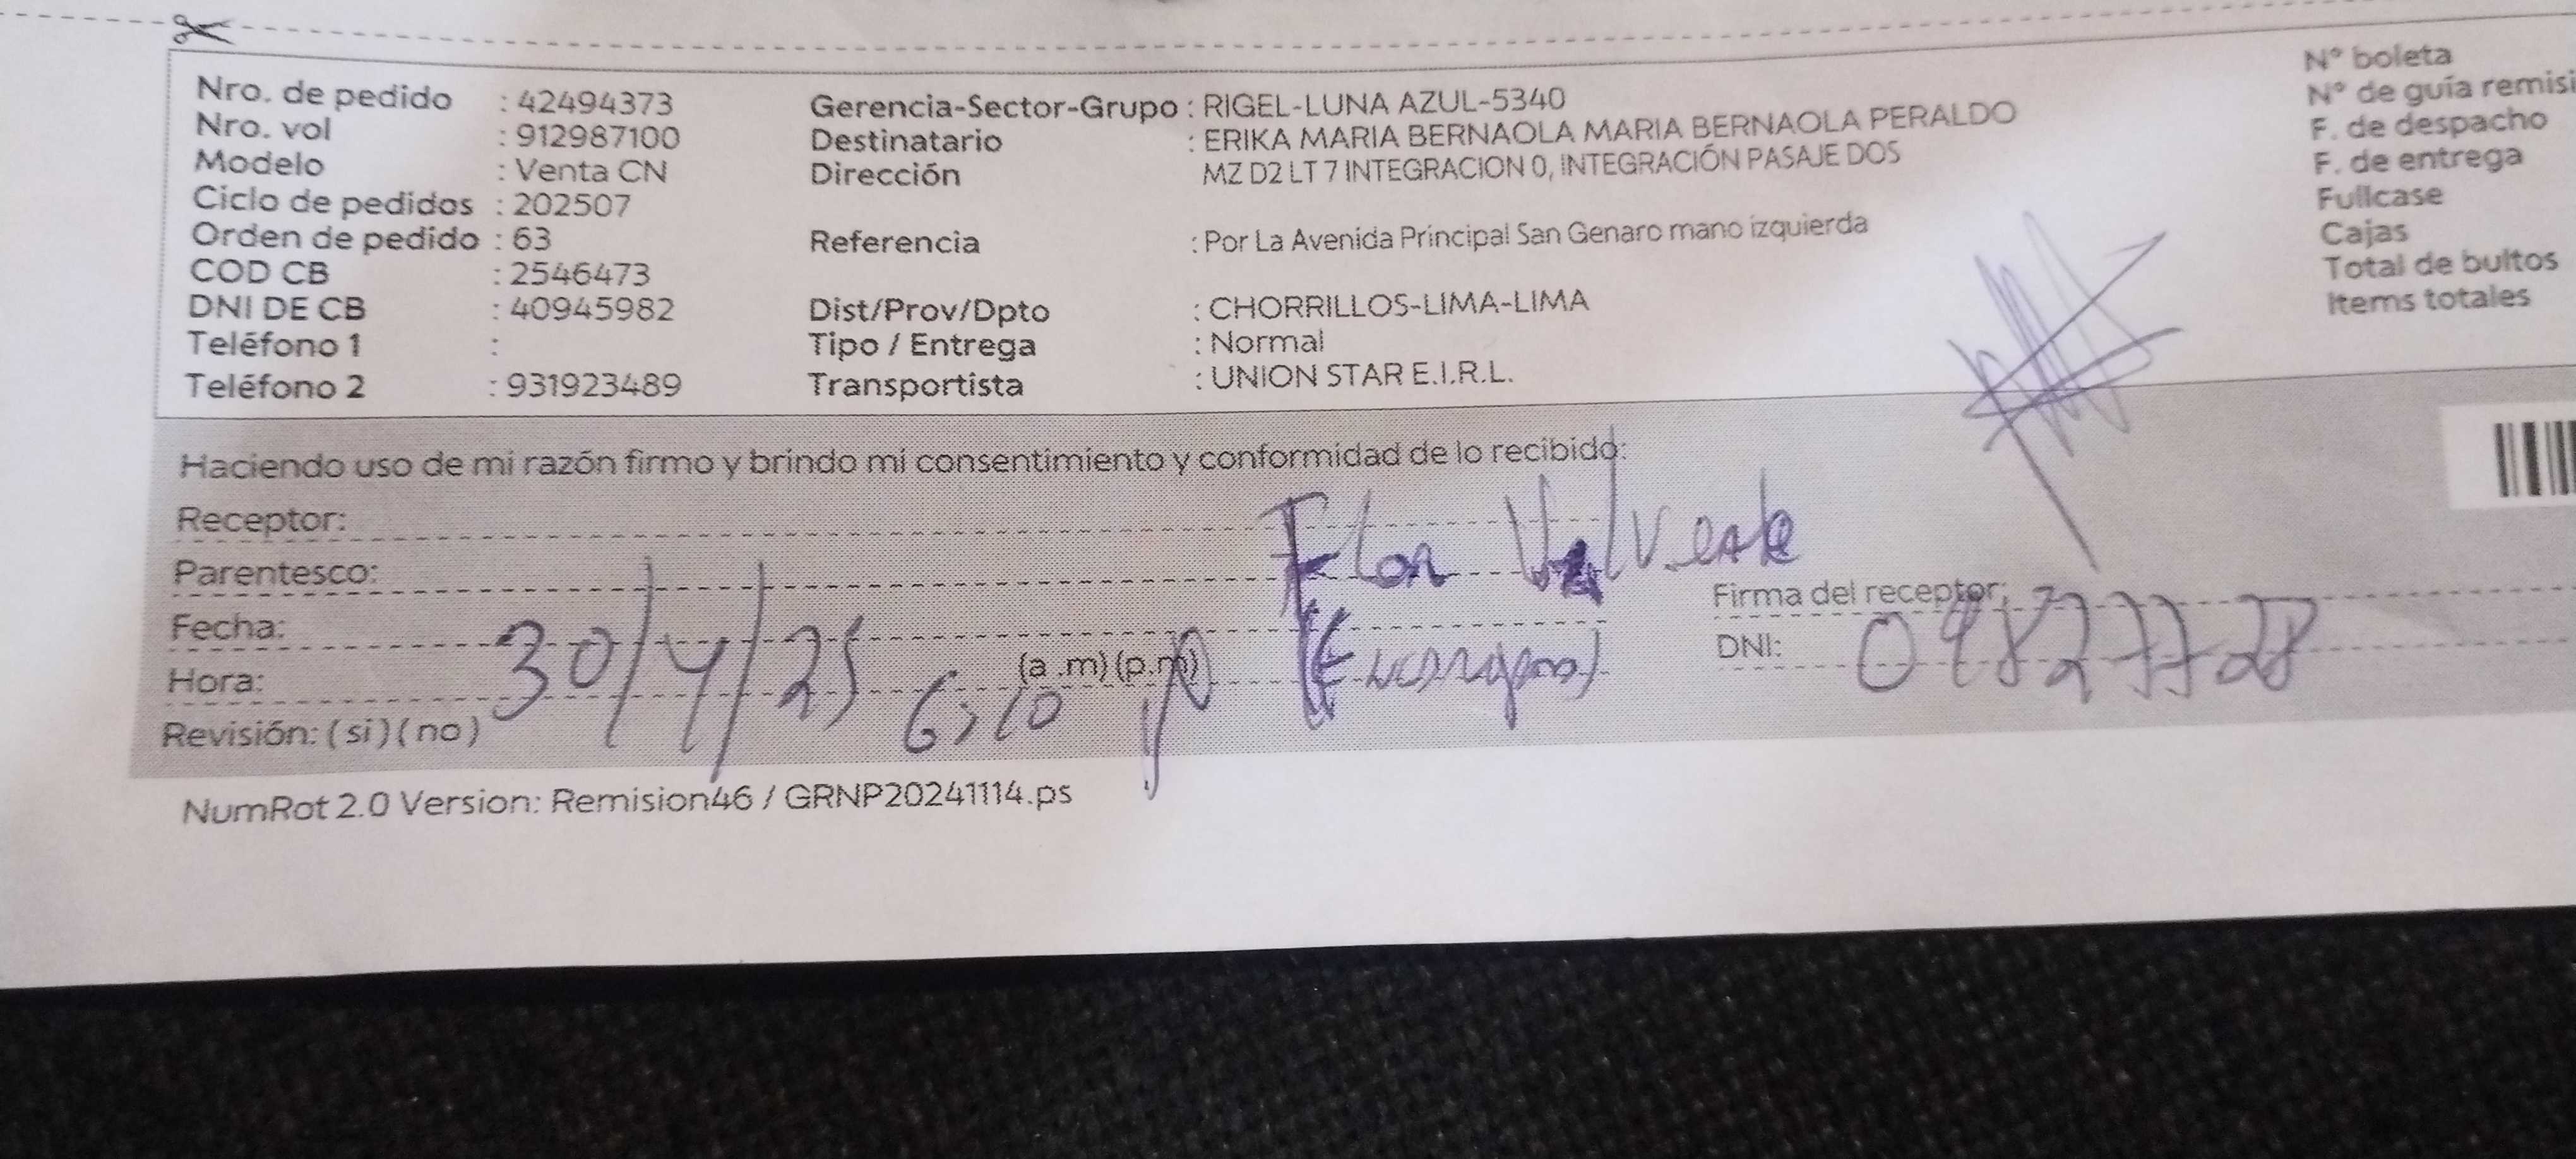 Nro. de pedido : 42494373
Nro. vol : 912987100
Modelo : Venta CN
Ciclo de pedidos : 202507
Orden de pedido : 63
COD CB : 2546473
DNI DE CB : 40945982
Teléfono 1 :
Teléfono 2 : 931923489
Gerencia-Sector-Grupo : RIGEL-LUNA AZUL-5340
Destinatario : ERIKA MARIA BERNAOLA MARIA BERNAOLA PERALDO
Dirección MZ D2 LT 7 INTEGRACION 0, INTEGRACIÓN PASAJE DOS
Referencia : Por La Avenida Principal San Genaro mano izquierda
Dist/Prov/Dpto : CHORRILLOS-LIMA-LIMA
Tipo / Entrega : Normal
Transportista : UNION STAR E.I.R.L.
N° boleta
N° de guía remisi
F. de despacho
F. de entrega
Fullcase
Cajas
Total de bultos
Items totales
Haciendo uso de mi razón firmo y brindo mi consentimiento y conformidad de lo recibido:
Receptor: Flor
Parentesco:
Fecha: 30/4/25
Hora: 6:10 (a .m) (p.m)
Revisión: ( si ) ( no )
Firma del receptor:
DNI:
NumRot 2.0 Version: Remision46 / GRNP20241114.ps